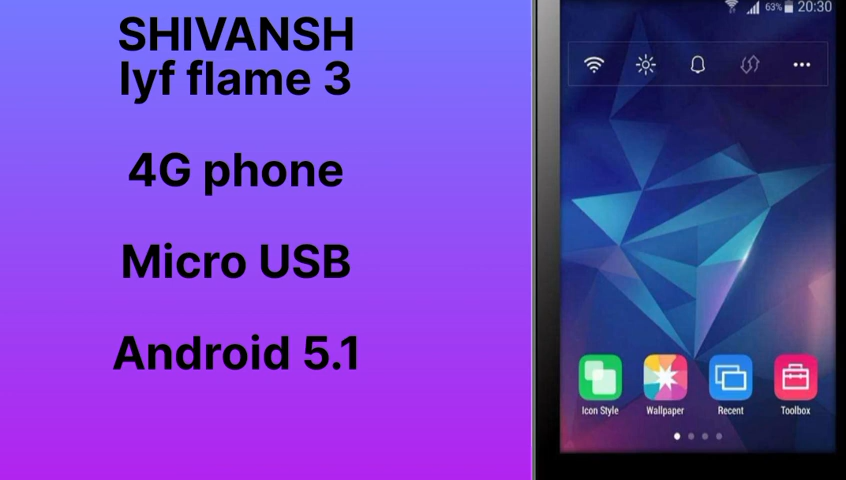 SHIVANSH
lyf flame 3
4G phone
Micro USB
Android 5.1
63% 20:30
Icon Style Wallpaper Recent Toolbox